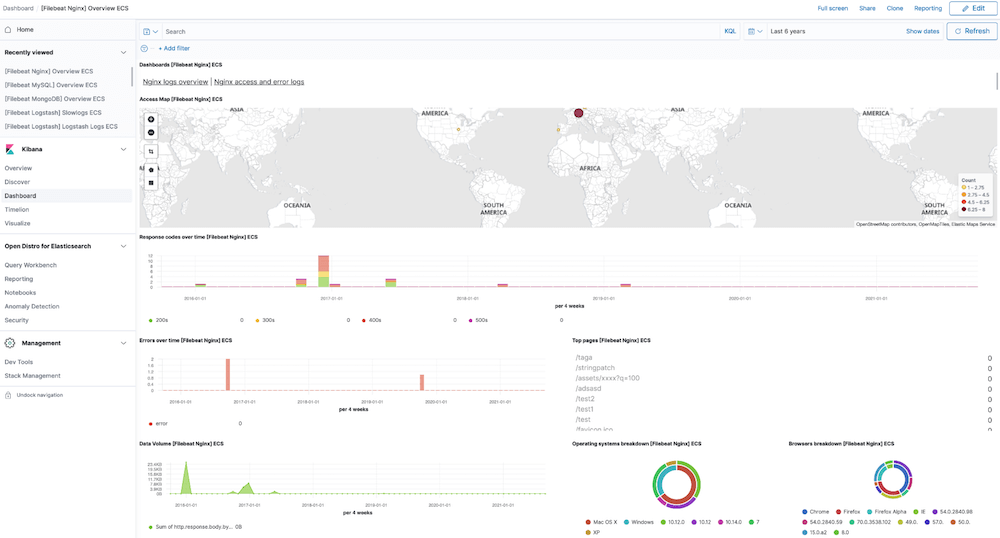 Dashboard [Filebeat Nginx] Overview ECS
Full screen Share Clone Reporting Edit
Home
Search KQL Last 6 years Show dates Refresh
+ Add filter
Recently viewed
[Filebeat Nginx] Overview ECS
[Filebeat MySQL] Overview ECS
[Filebeat MongoDB] Overview ECS
[Filebeat Logstash] Slowlogs ECS
[Filebeat Logstash] Logstash Logs ECS
Kibana
Overview
Discover
Dashboard
Timelion
Visualize
Open Distro for Elasticsearch
Query Workbench
Reporting
Notebooks
Anomaly Detection
Security
Management
Dev Tools
Stack Management
Undock navigation
Dashboards [Filebeat Nginx] ECS
Nginx logs overview | Nginx access and error logs
Access Map [Filebeat Nginx] ECS
ASIA AMERICA ASIA AMERICA
AFRICA
OCEANIA SOUTH AMERICA OCEANIA SOUTH AMERICA
Count
1 – 2.75
2.75 – 4.5
4.5 – 6.25
6.25 – 8
OpenStreetMap contributors, OpenMapTiles, Elastic Maps Service
Response codes over time [Filebeat Nginx] ECS
12
8
6
4
2
0
2016-01-01 2017-01-01 2018-01-01 2019-01-01 2020-01-01 2021-01-01
per 4 weeks
200s 0 300s 0 400s 0 500s 0
Errors over time [Filebeat Nginx] ECS
2
1.6
1.2
0.8
0.4
0
2016-01-01 2017-01-01 2018-01-01 2019-01-01 2020-01-01 2021-01-01
per 4 weeks
error 0
Top pages [Filebeat Nginx] ECS
/taga 0
/stringpatch 0
/assets/xxxx?q=100 0
/adsasd 0
/test2 0
/test1 0
/test 0
/favicon.ico 0
Data Volume [Filebeat Nginx] ECS
2016-01-01 2017-01-01 2018-01-01 2019-01-01 2020-01-01 2021-01-01
per 4 weeks
Sum of http.response.body.by... 0B
Operating systems breakdown [Filebeat Nginx] ECS
Mac OS X Windows 10.12.0 10.12 10.14.0 7
XP
Browsers breakdown [Filebeat Nginx] ECS
Chrome Firefox Firefox Alpha IE 54.0.2840.98
54.0.2840.59 70.0.3538.102 49.0. 57.0. 50.0.
15.0.a2 6.0